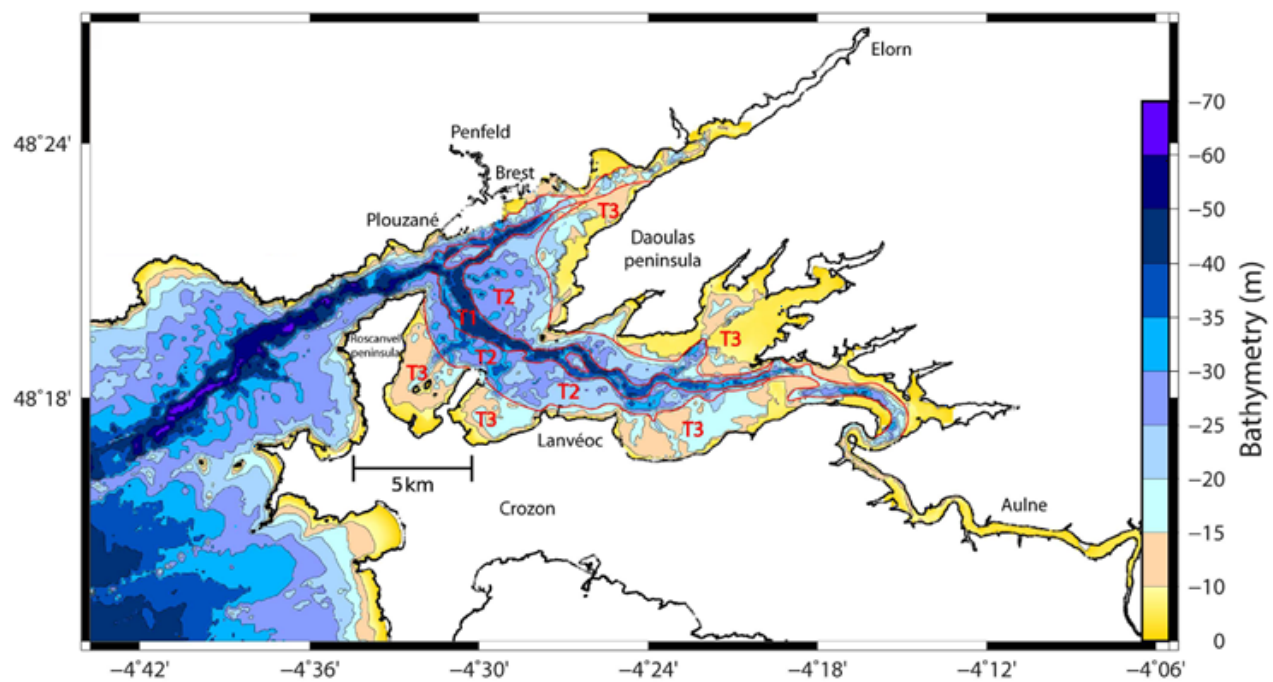 Elorn
Penfeld
Brest
Plouzané
T3
Daoulas
peninsula
T2
T1
Roscanvel
peninsula
T2
T3
T3
T2
T3
T3
Lanvéoc
5 km
Crozon
Aulne
48˚24'
48˚18'
−4˚42'
−4˚36'
−4˚30'
−4˚24'
−4˚18'
−4˚12'
−4˚06'
−70
−60
−50
−40
−35
−30
−25
−20
−15
−10
0
Bathymetry (m)